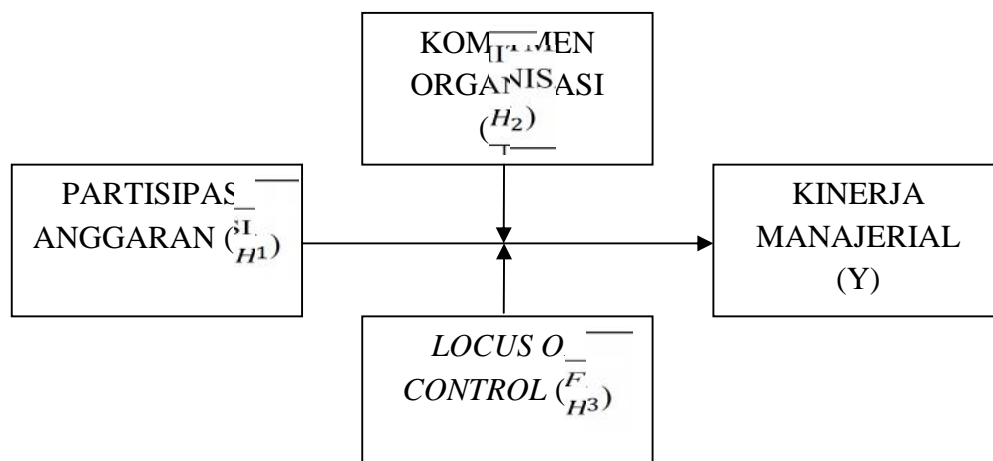 KOMITMEN
ORGANISASI
(H₂)
PARTISIPASI
ANGGARAN (H¹)
KINERJA
MANAJERIAL
(Y)
LOCUS OF
CONTROL (H³)